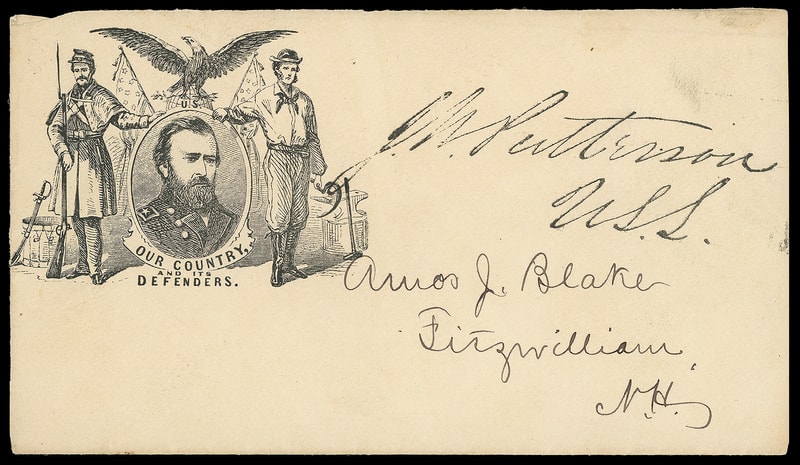 U.S
OUR COUNTRY,
AND ITS
DEFENDERS.
J. W. Patterson
U.S.S.
Amos J. Blake
Fitzwilliam,
N.H.